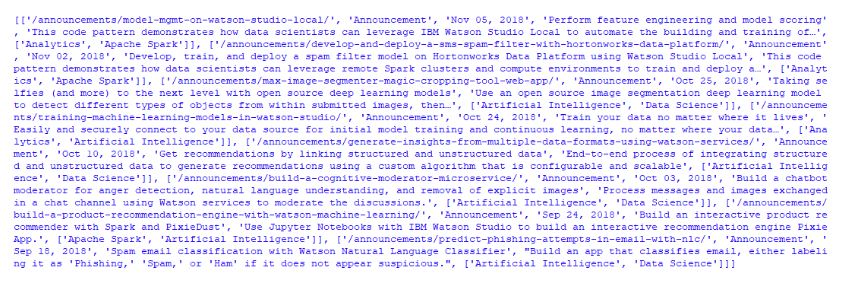 [['/announcements/model-mgmt-on-watson-studio-local/', 'Announcement', 'Nov 05, 2018', 'Perform feature engineering and model scoring'
, 'This code pattern demonstrates how data scientists can leverage IBM Watson Studio Local to automate the building and training of…',
['Analytics', 'Apache Spark']], ['/announcements/develop-and-deploy-a-sms-spam-filter-with-hortonworks-data-platform/', 'Announcement'
, 'Nov 02, 2018', 'Develop, train, and deploy a spam filter model on Hortonworks Data Platform using Watson Studio Local', 'This code
pattern demonstrates how data scientists can leverage remote Spark clusters and compute environments to train and deploy a…', ['Analyt
ics', 'Apache Spark']], ['/announcements/max-image-segmenter-magic-cropping-tool-web-app/', 'Announcement', 'Oct 25, 2018', 'Taking se
lfies (and more) to the next level with open source deep learning models', 'Use an open source image segmentation deep learning model
to detect different types of objects from within submitted images, then…', ['Artificial Intelligence', 'Data Science']], ['/announceme
nts/training-machine-learning-models-in-watson-studio/', 'Announcement', 'Oct 24, 2018', 'Train your data no matter where it lives', '
Easily and securely connect to your data source for initial model training and continuous learning, no matter where your data…', ['Ana
lytics', 'Artificial Intelligence']], ['/announcements/generate-insights-from-multiple-data-formats-using-watson-services/', 'Announce
ment', 'Oct 10, 2018', 'Get recommendations by linking structured and unstructured data', 'End-to-end process of integrating structure
d and unstructured data to generate recommendations using a custom algorithm that is configurable and scalable', ['Artificial Intellig
ence', 'Data Science']], ['/announcements/build-a-cognitive-moderator-microservice/', 'Announcement', 'Oct 03, 2018', 'Build a chatbot
moderator for anger detection, natural language understanding, and removal of explicit images', 'Process messages and images exchanged
in a chat channel using Watson services to moderate the discussions.', ['Artificial Intelligence', 'Data Science']], ['/announcements/
build-a-product-recommendation-engine-with-watson-machine-learning/', 'Announcement', 'Sep 24, 2018', 'Build an interactive product re
commender with Spark and PixieDust', 'Use Jupyter Notebooks with IBM Watson Studio to build an interactive recommendation engine Pixie
App.', ['Apache Spark', 'Artificial Intelligence']], ['/announcements/predict-phishing-attempts-in-email-with-nlc/', 'Announcement', '
Sep 18, 2018', 'Spam email classification with Watson Natural Language Classifier', "Build an app that classifies email, either labeli
ng it as 'Phishing,' 'Spam,' or 'Ham' if it does not appear suspicious.", ['Artificial Intelligence', 'Data Science']]]